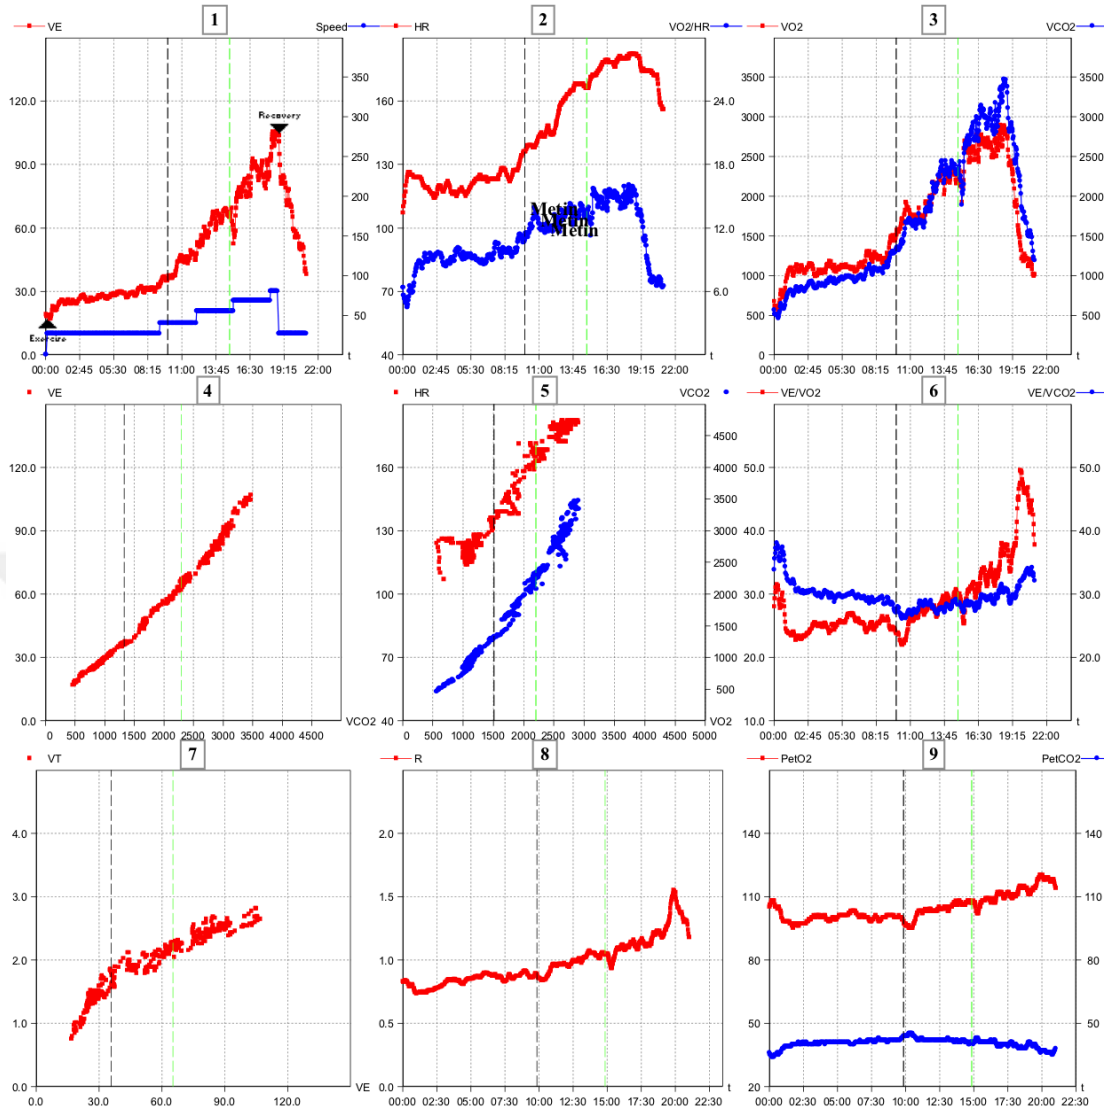 1 2 3
VE Speed HR VO2/HR VO2 VCO2
350
3500 3500
120.0 300 160 24.0
3000 3000
Recovery
250
90.0 130 18.0 2500 2500
200
2000 2000
Metin
Metin
Metin
60.0 150 100 12.0
1500 1500
100
30.0 70 6.0 1000 1000
50 500 500
Exercise
0.0 t 40 t 0 t
00:00 02:45 05:30 08:15 11:00 13:45 16:30 19:15 22:00
00:00 02:45 05:30 08:15 11:00 13:45 16:30 19:15 22:00
00:00 02:45 05:30 08:15 11:00 13:45 16:30 19:15 22:00
4 5 6
VE HR VCO2 VE/VO2 VE/VCO2
4500
120.0 160 4000 50.0 50.0
3500
90.0 130 3000 40.0 40.0
2500
60.0 2000 30.0 30.0
1500
30.0 70 1000 20.0 20.0
500
0.0 VCO2 40 VO2 10.0 t
0 500 1000 1500 2000 2500 3000 3500 4000 4500
0 500 1000 1500 2000 2500 3000 3500 4000 4500
00:00 02:45 05:30 08:15 11:00 13:45 16:30 19:15 22:00
7 8 9
VT R PetO2 PetCO2
4.0 2.0 140 140
3.0 1.5 110 110
2.0 1.0 80 80
1.0 0.5 50 50
0.0 VE 0.0 t 20 t
0.0 30.0 60.0 90.0 120.0
00:00 02:30 05:00 07:30 10:00 12:30 15:00 17:30 20:00 22:30
00:00 02:30 05:00 07:30 10:00 12:30 15:00 17:30 20:00 22:30